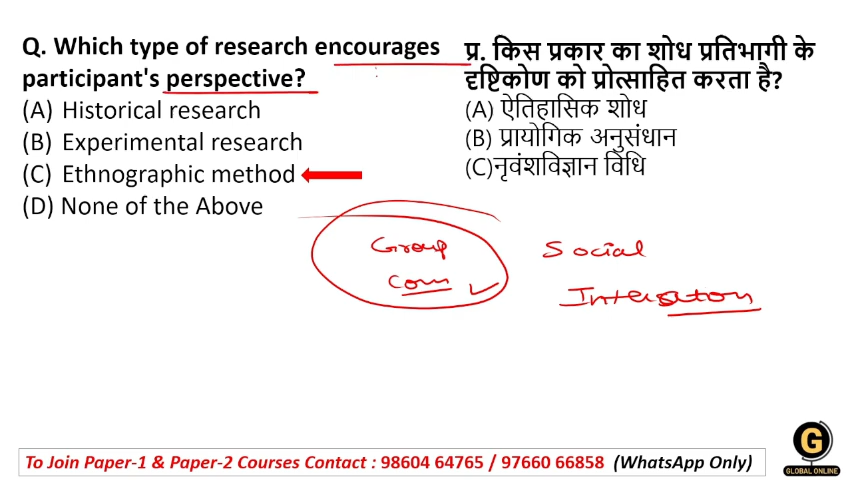 Q. Which type of research encourages
participant's perspective?
(A) Historical research
(B) Experimental research
(C) Ethnographic method
(D) None of the Above
प्र. किस प्रकार का शोध प्रतिभागी के
दृष्टिकोण को प्रोत्साहित करता है?
(A) ऐतिहासिक शोध
(B) प्रायोगिक अनुसंधान
(C)नृवंशविज्ञान विधि
Group
Com
Social
Interaction
G
GLOBAL ONLINE
To Join Paper-1 & Paper-2 Courses Contact : 98604 64765 / 97660 66858 (WhatsApp Only)